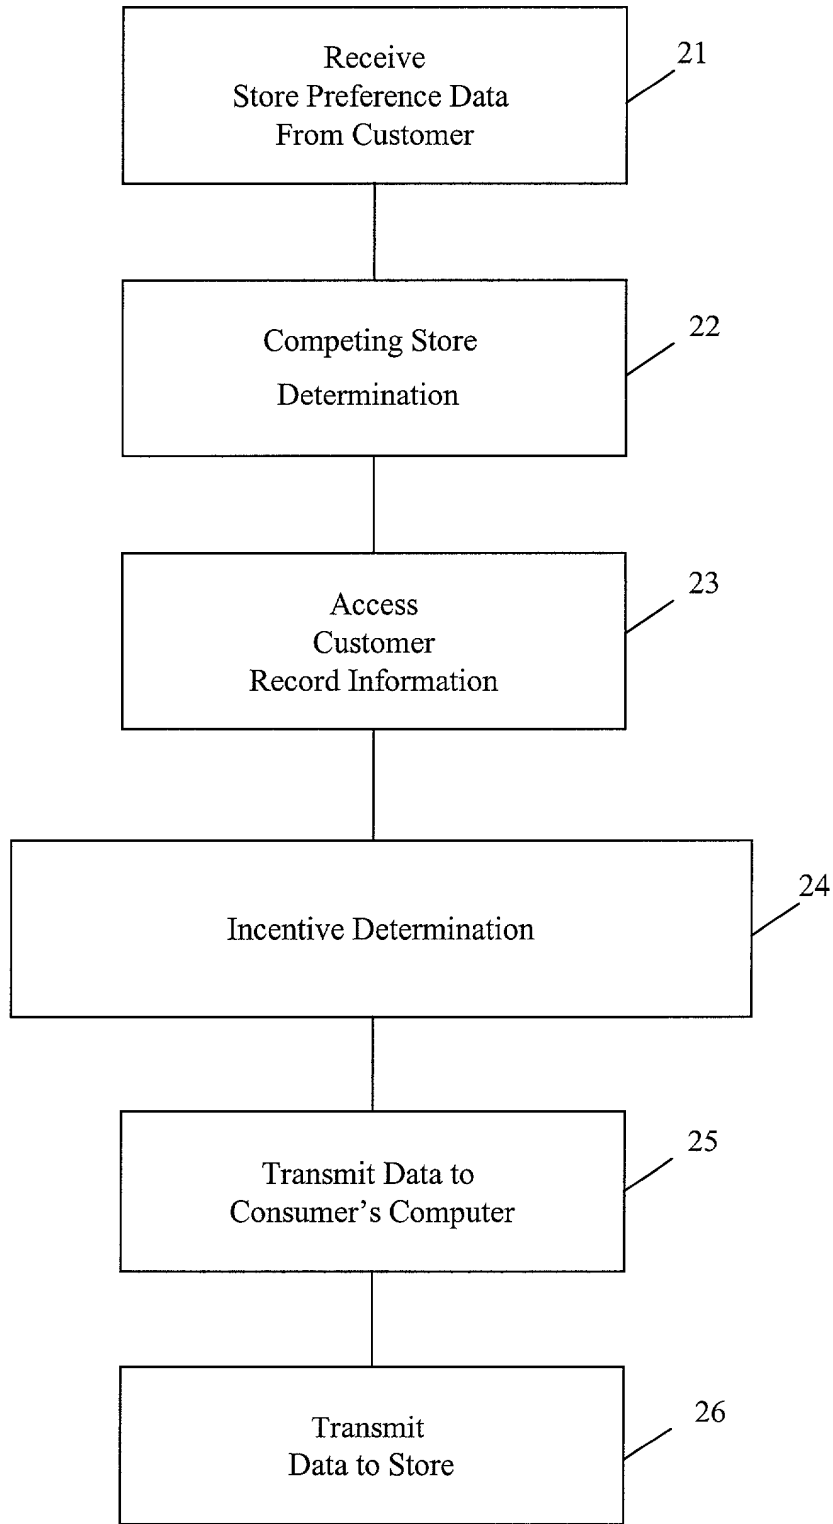 Receive
Store Preference Data
From Customer
21
Competing Store
Determination
22
Access
Customer
Record Information
23
Incentive Determination
24
Transmit Data to
Consumer’s Computer
25
Transmit
Data to Store
26